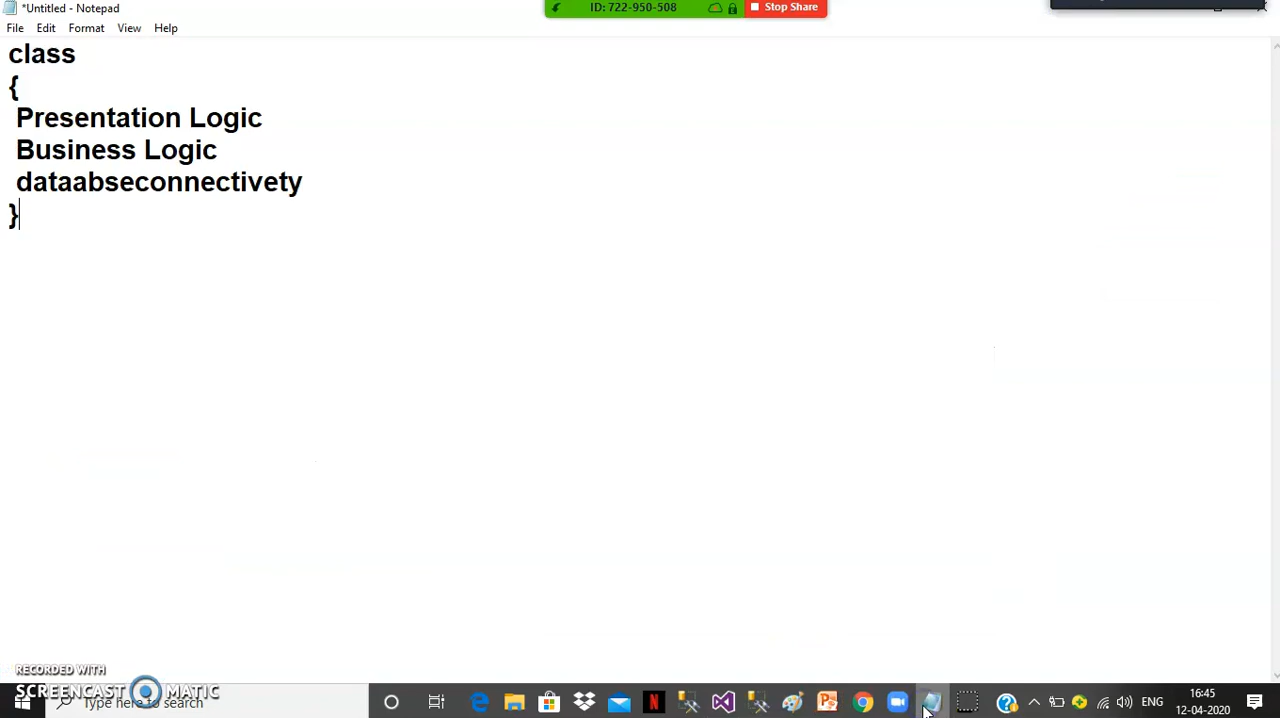 *Untitled - Notepad
ID: 722-950-508
Stop Share
File Edit Format View Help
class
{
Presentation Logic
Business Logic
dataabseconnectivety
}
RECORDED WITH
SCREENCAST MATIC
Type here to search
ENG
16:45
12-04-2020